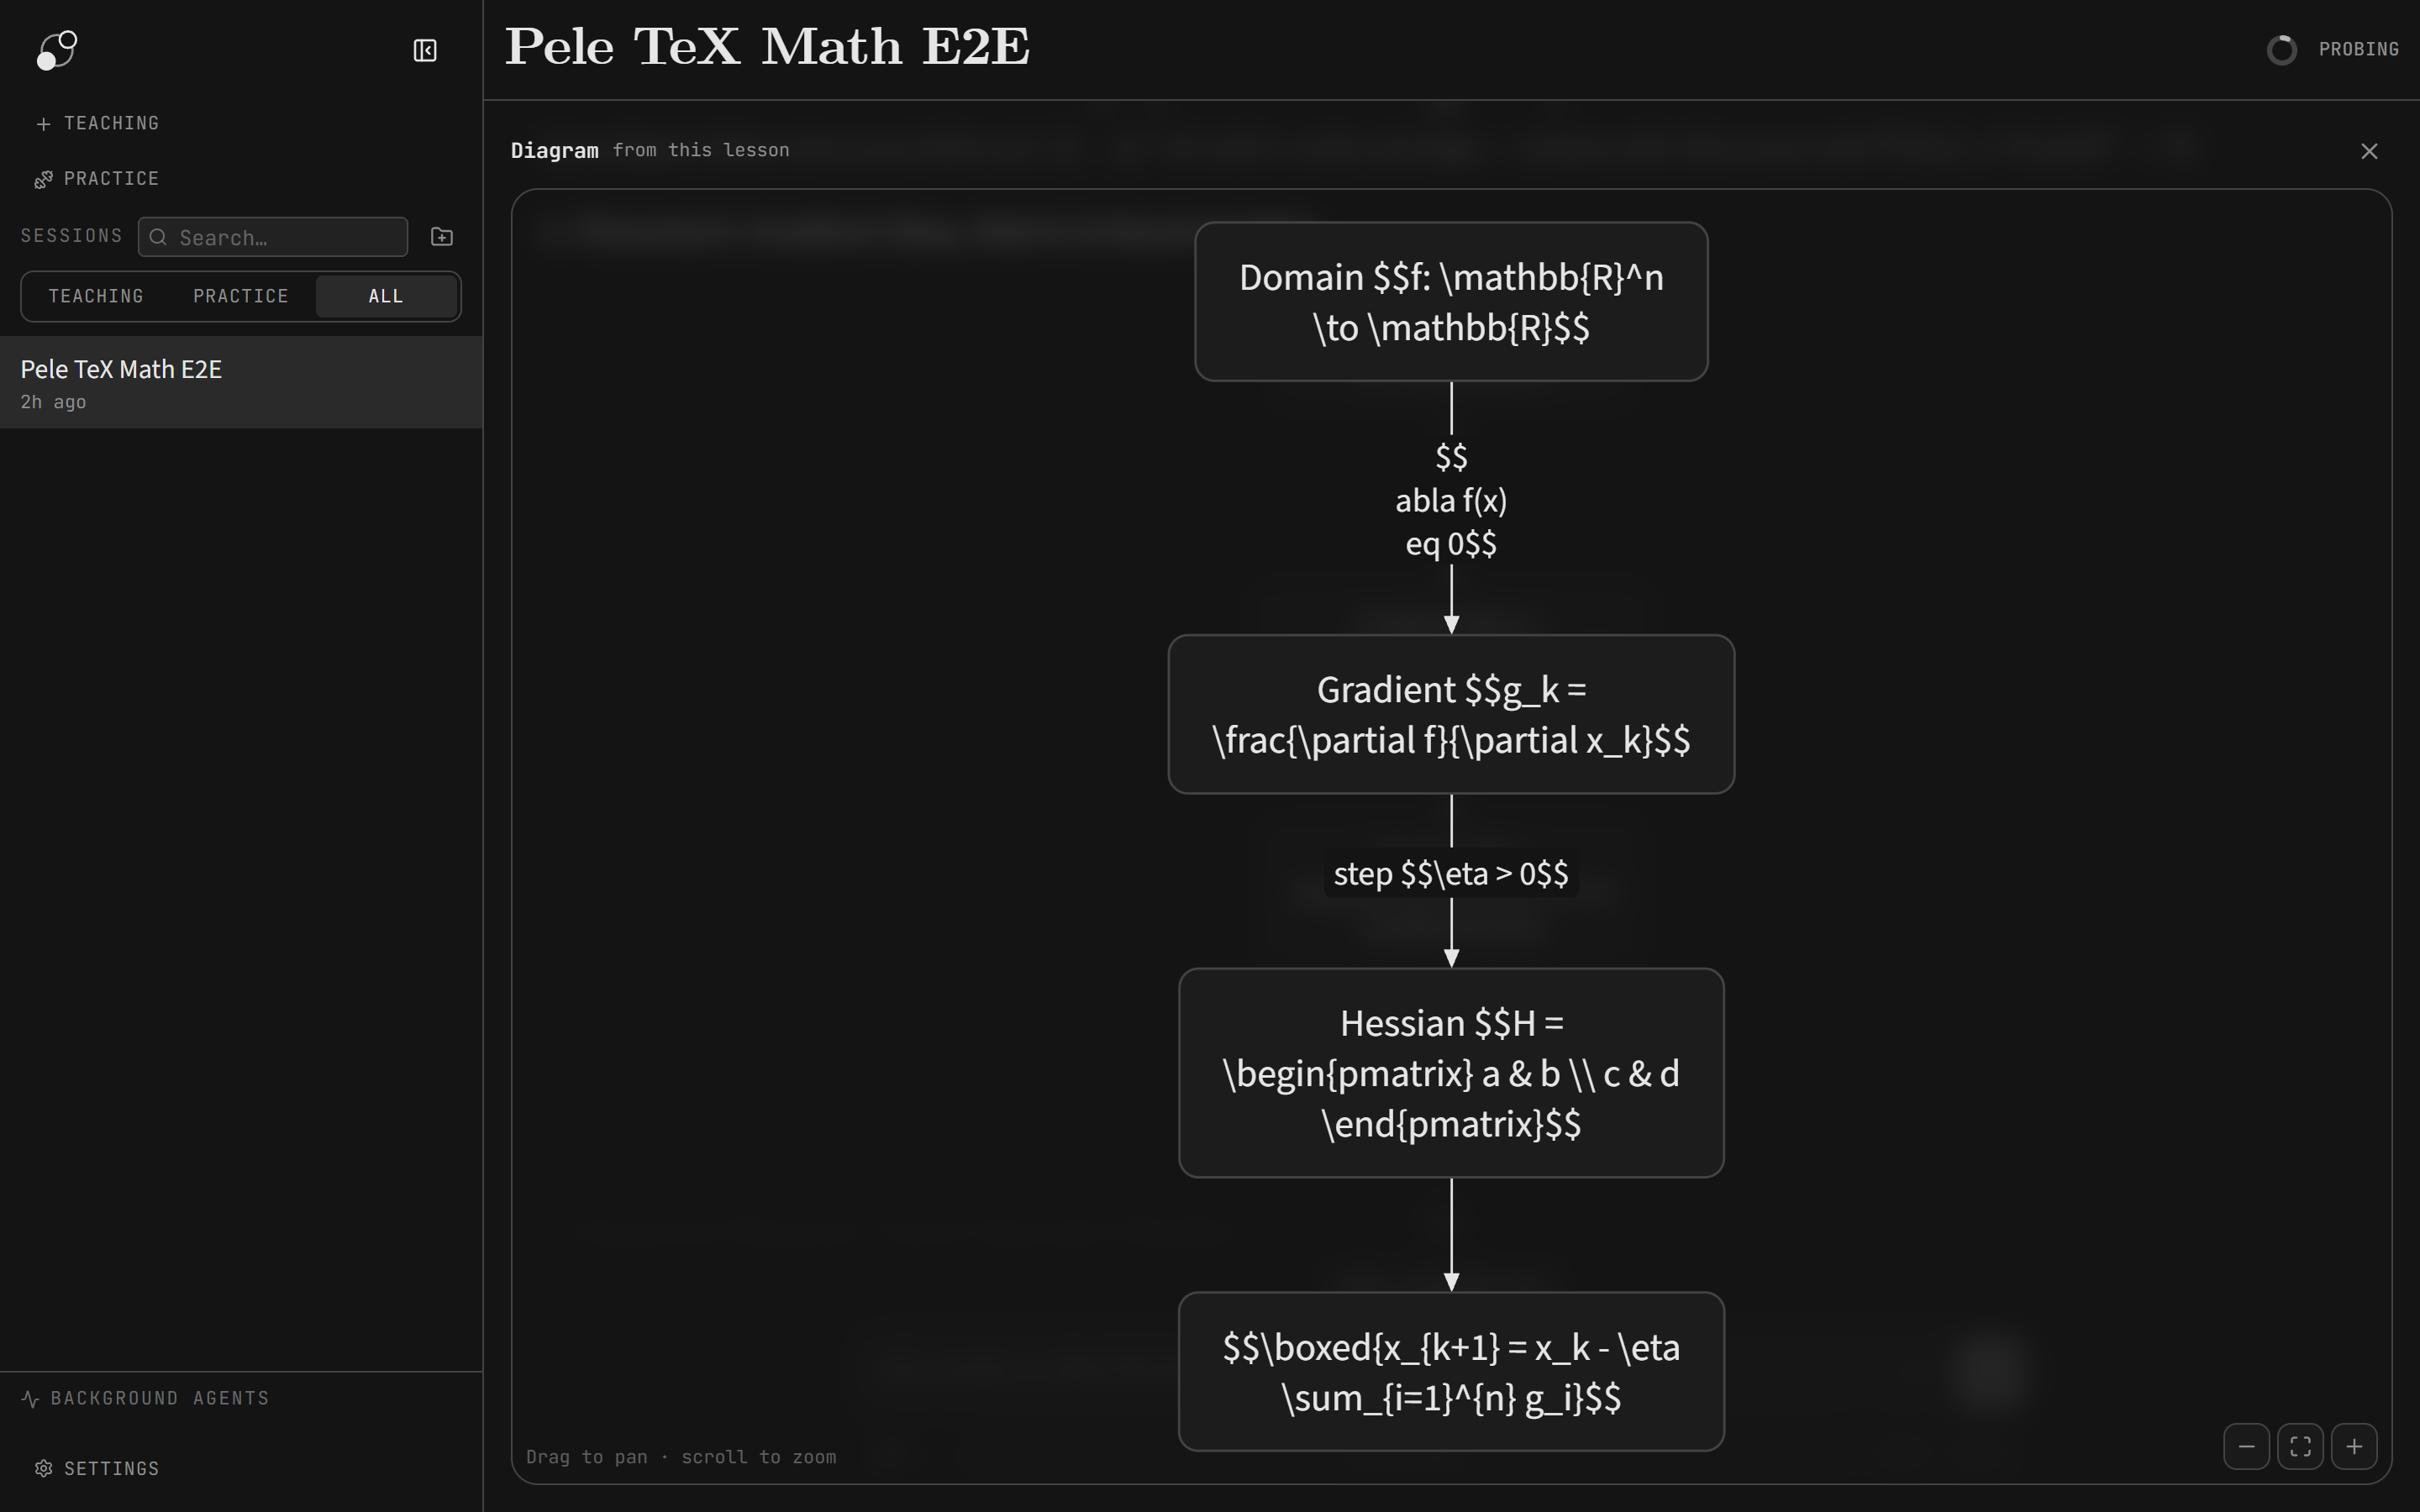 Pele TeX Math E2E
PROBING
TEACHING
PRACTICE
SESSIONS
Search…
TEACHING
PRACTICE
ALL
Pele TeX Math E2E
2h ago
Diagram from this lesson
Domain $$f: \mathbb{R}^n
\to \mathbb{R}$$
$$
abla f(x)
eq 0$$
Gradient $$g_k =
\frac{\partial f}{\partial x_k}$$
step $$\eta > 0$$
Hessian $$H =
\begin{pmatrix} a & b \\ c & d
\end{pmatrix}$$
$$\boxed{x_{k+1} = x_k - \eta
\sum_{i=1}^{n} g_i}$$
Drag to pan · scroll to zoom
BACKGROUND AGENTS
SETTINGS